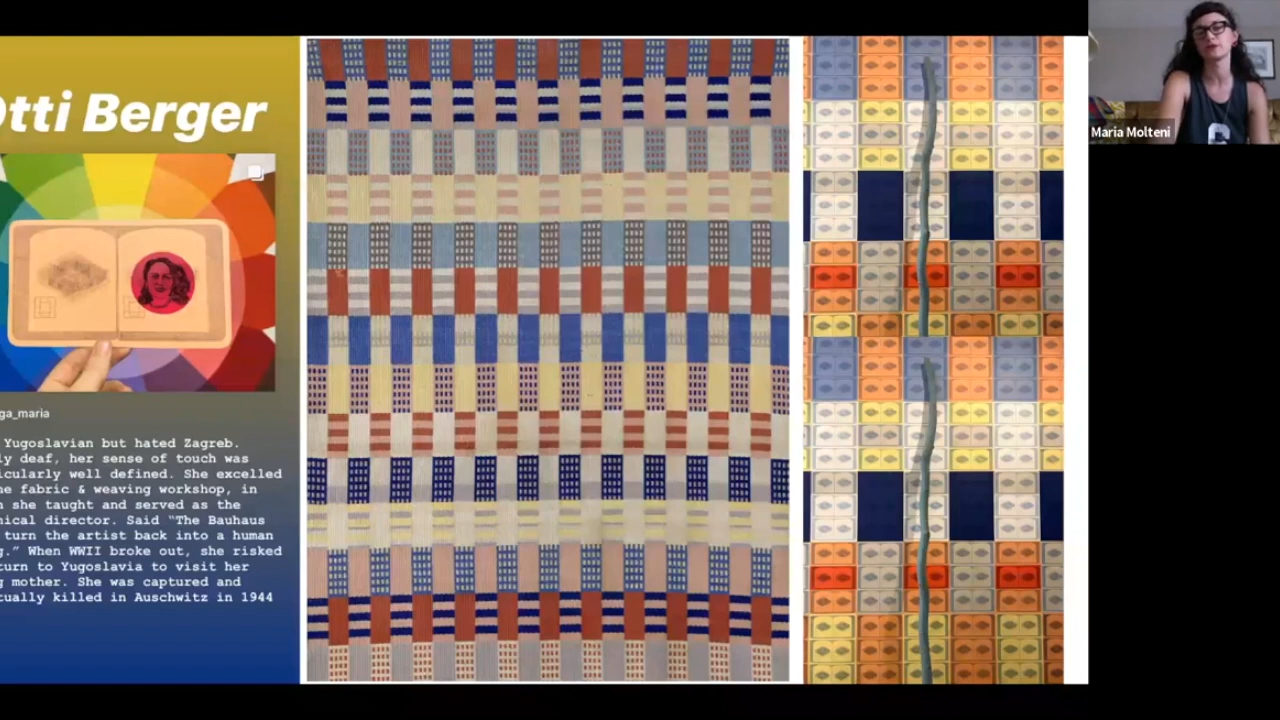 Otti Berger
Maria Molteni
ga_maria
Yugoslavian but hated Zagreb.
ly deaf, her sense of touch was
icularly well defined. She excelled
he fabric & weaving workshop, in
h she taught and served as the
nical director. Said “The Bauhaus
turn the artist back into a human
g.” When WWII broke out, she risked
turn to Yugoslavia to visit her
g mother. She was captured and
tually killed in Auschwitz in 1944